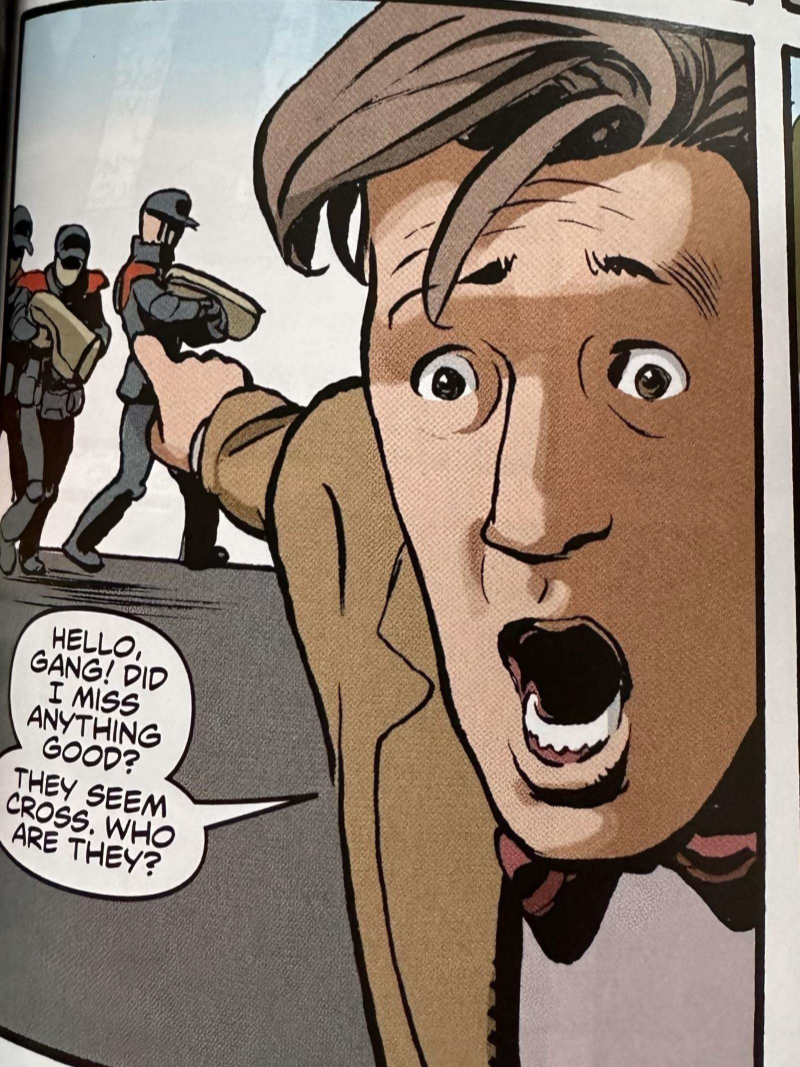 HELLO,
GANG! DID
I MISS
ANYTHING
GOOD?
THEY SEEM
CROSS. WHO
ARE THEY?